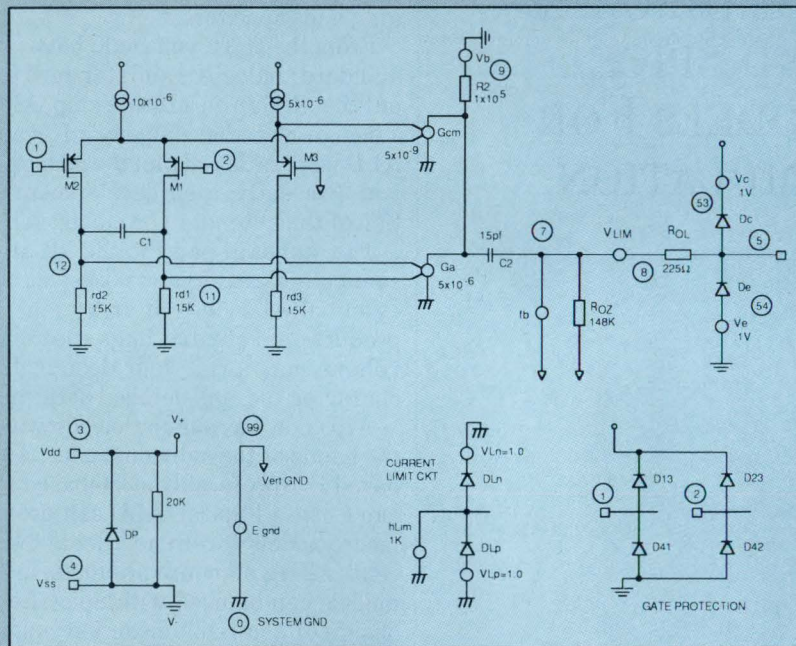 Vb
9
R2
1x10⁵
10x10⁻⁶
5x10⁻⁶
Gcm
5x10⁻⁹
1
M2
M1
2
M3
C1
12
11
rd2
15K
rd1
15K
rd3
15K
Ga
5x10⁻⁶
15pf
C2
7
fb
ROZ
148K
VLIM
8
ROL
225Ω
Vc
1V
53
Dc
5
De
54
Ve
1V
3
Vdd
V+
DP
20K
4
Vss
V-
99
Vert GND
E gnd
0
SYSTEM GND
CURRENT
LIMIT CKT
VLn=1.0
DLn
hLim
1K
DLp
VLp=1.0
D13
D23
1
2
D41
D42
GATE PROTECTION